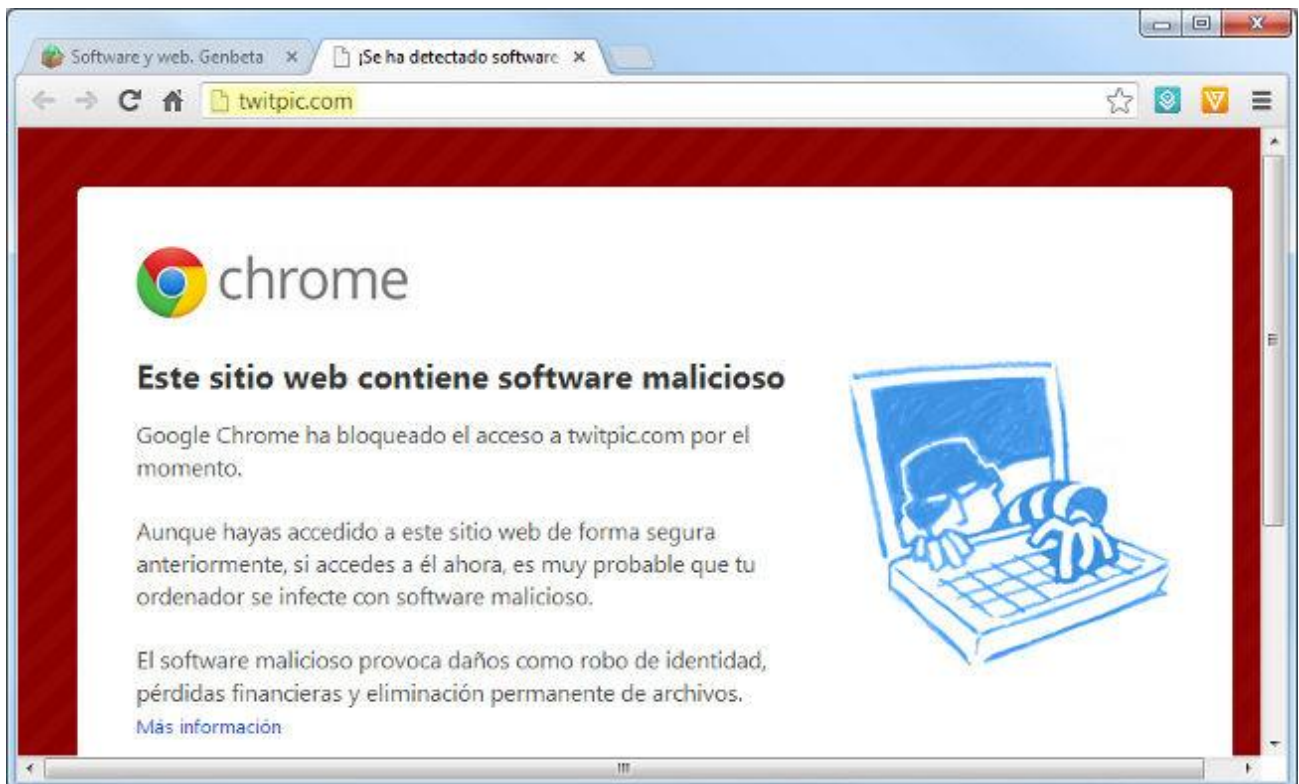 Software y web. Genbeta
¡Se ha detectado software
twitpic.com
chrome
Este sitio web contiene software malicioso
Google Chrome ha bloqueado el acceso a twitpic.com por el
momento.
Aunque hayas accedido a este sitio web de forma segura
anteriormente, si accedes a él ahora, es muy probable que tu
ordenador se infecte con software malicioso.
El software malicioso provoca daños como robo de identidad,
pérdidas financieras y eliminación permanente de archivos.
Más información